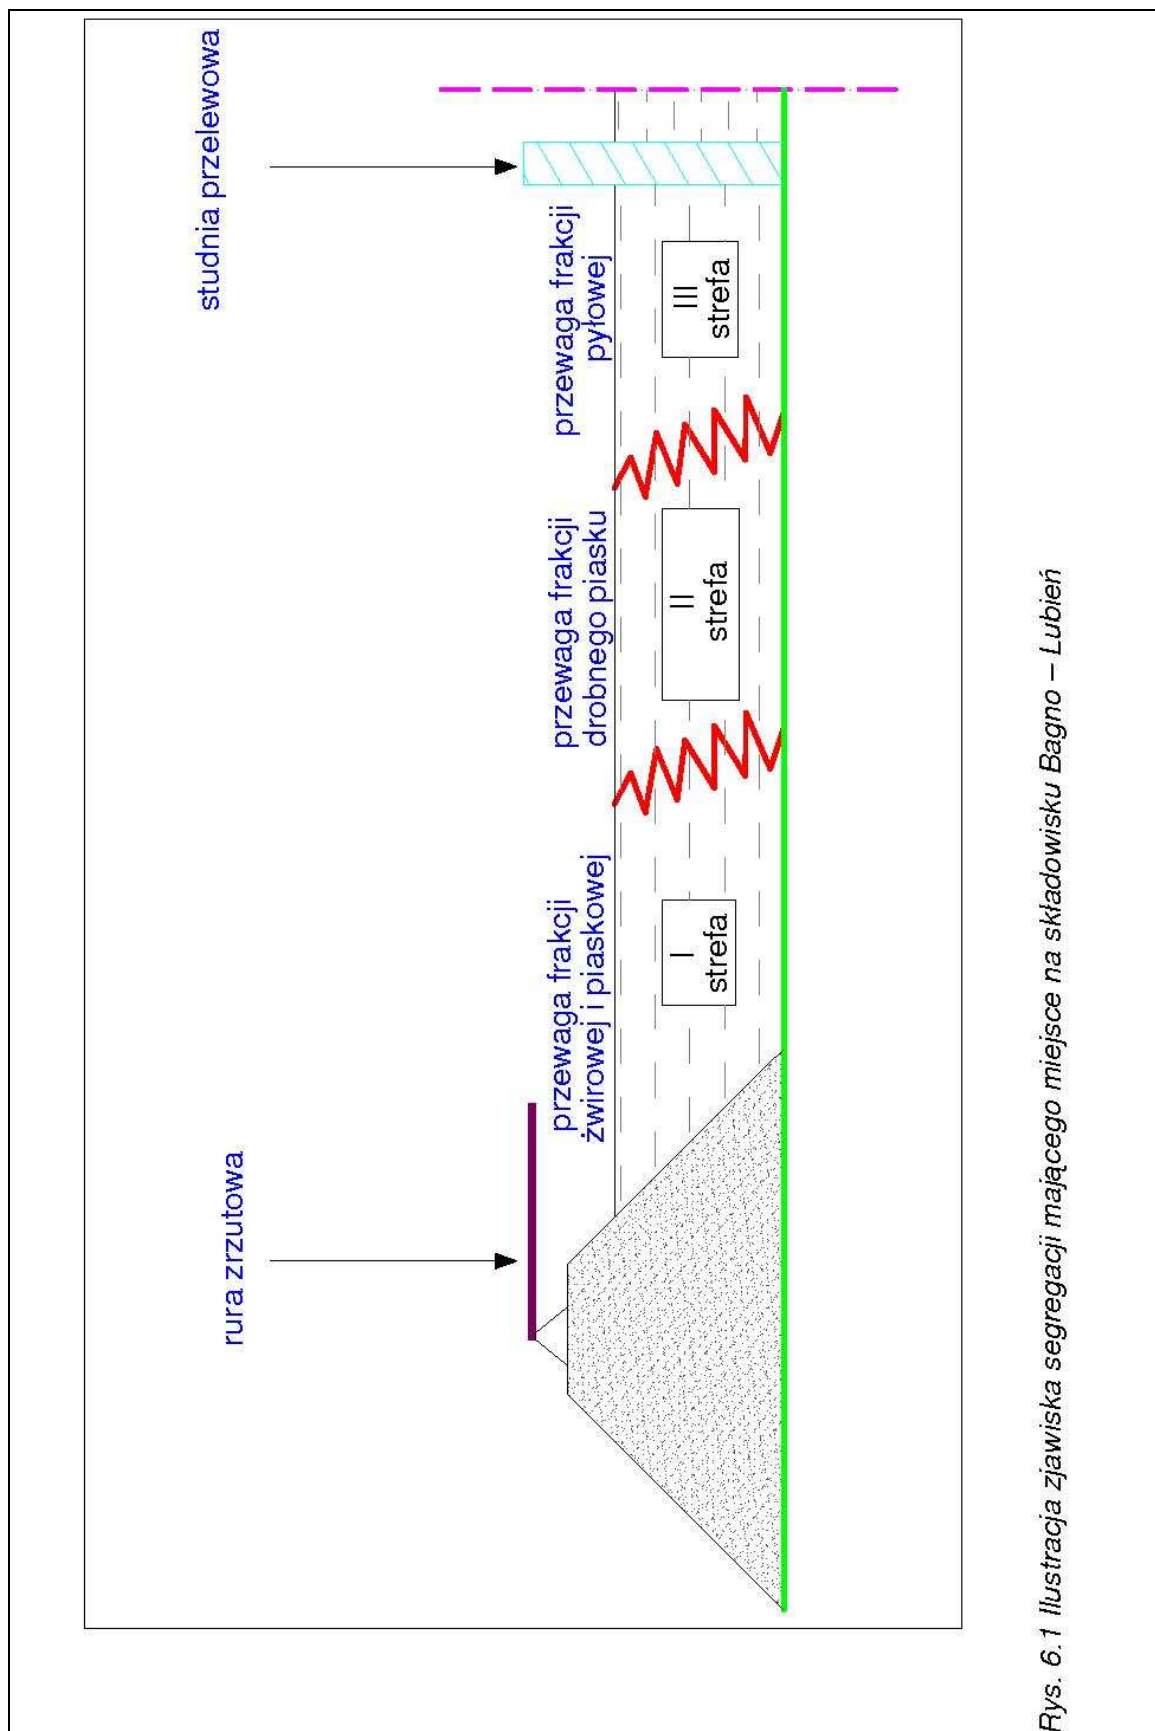 rura zrzutowa
studnia przelewowa
przewaga frakcji
żwirowej i piaskowej
przewaga frakcji
drobnego piasku
przewaga frakcji
pyłowej
I
strefa
II
strefa
III
strefa
Rys. 6.1 Ilustracja zjawiska segregacji mającego miejsce na składowisku Bagno – Lubień